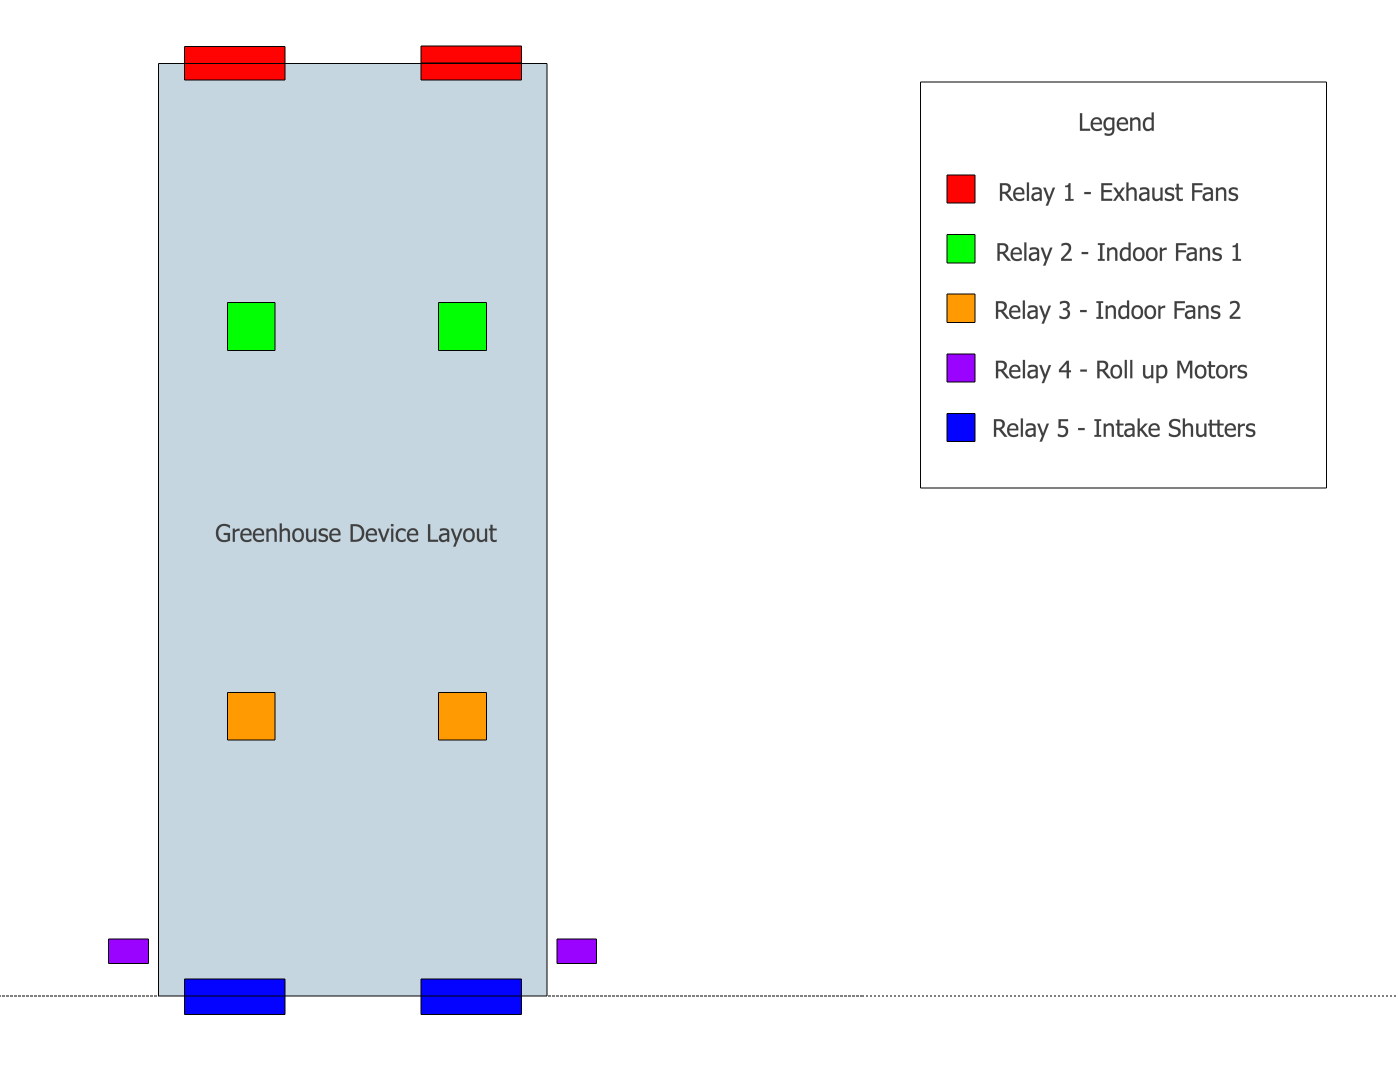 Legend
Relay 1 - Exhaust Fans
Relay 2 - Indoor Fans 1
Relay 3 - Indoor Fans 2
Relay 4 - Roll up Motors
Relay 5 - Intake Shutters
Greenhouse Device Layout